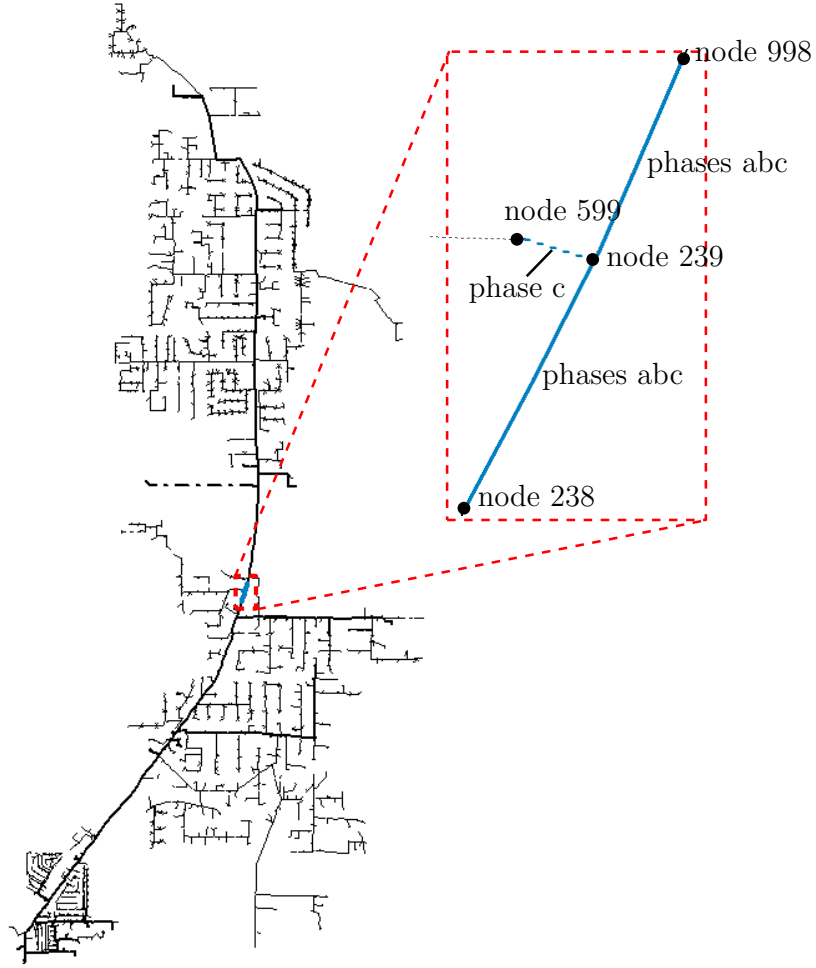 node 998
phases abc
node 599
node 239
phase c
phases abc
node 238